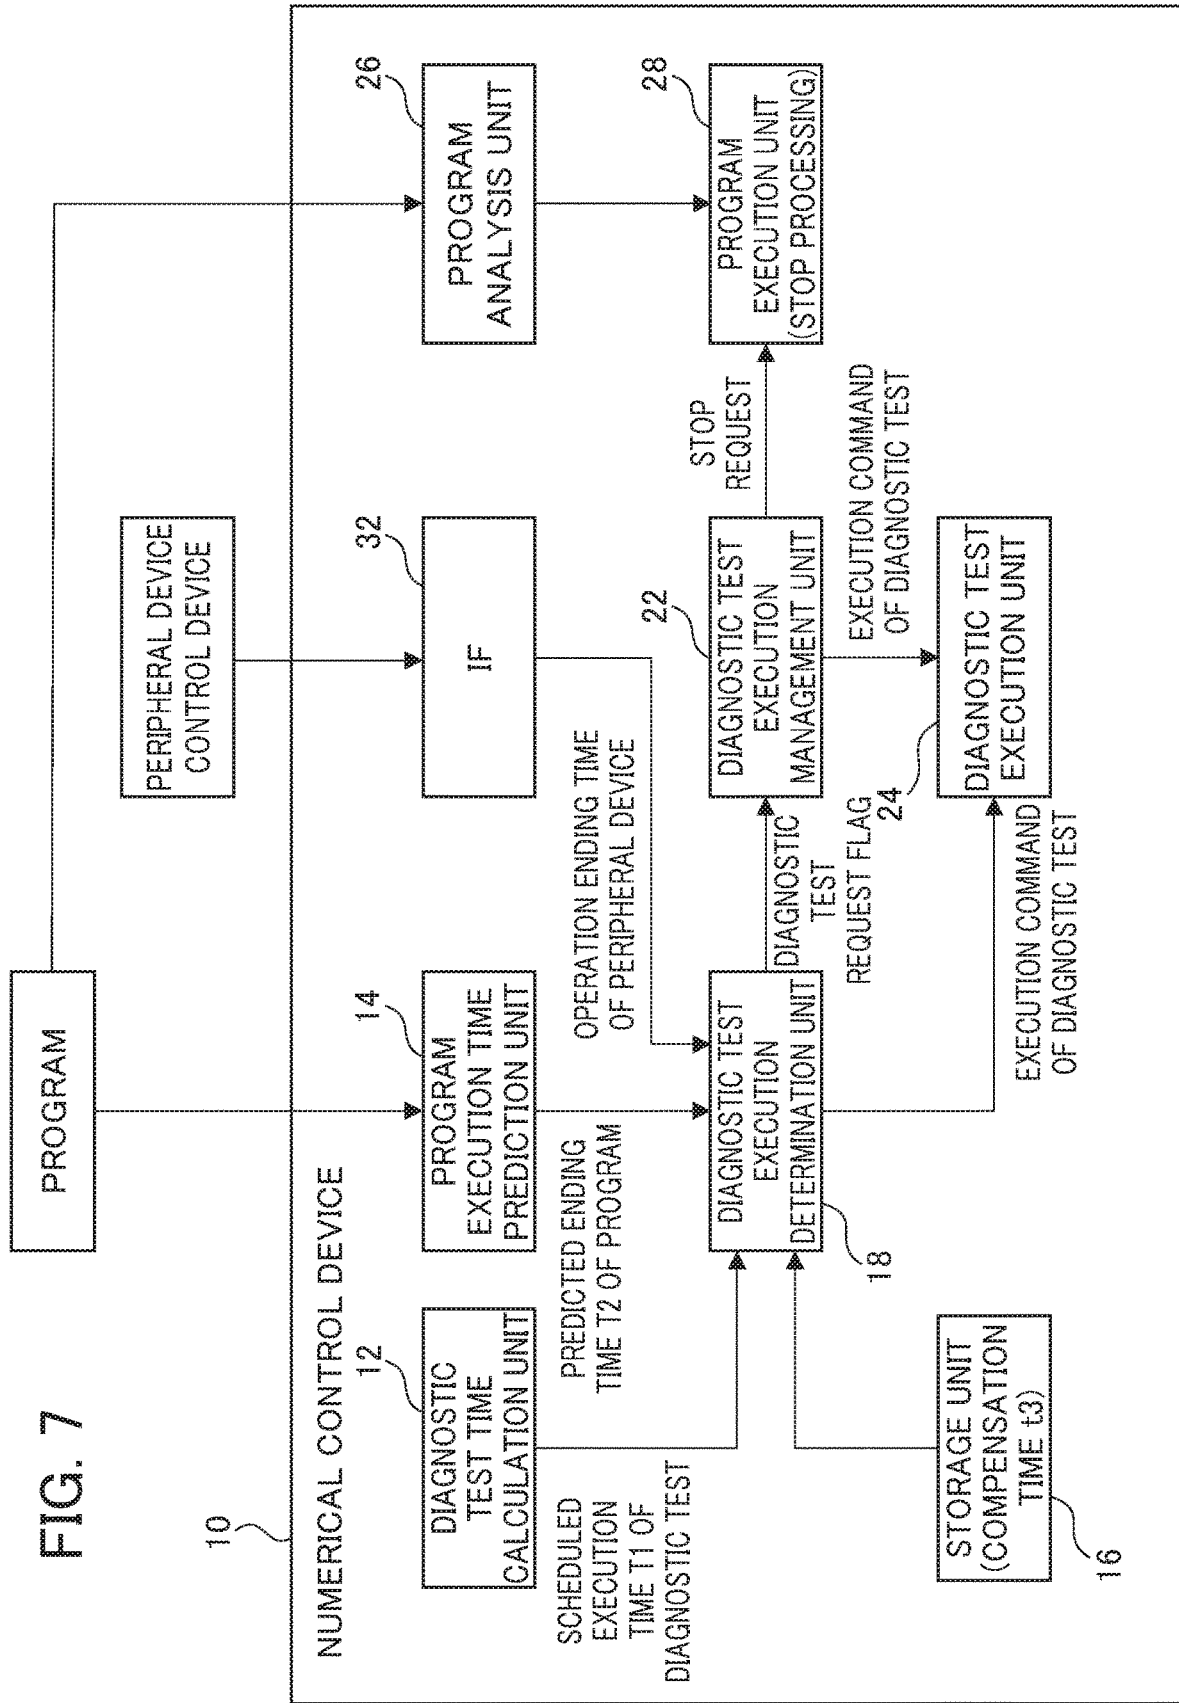 FIG. 7
PROGRAM
PERIPHERAL DEVICE
CONTROL DEVICE
10
NUMERICAL CONTROL DEVICE
12
DIAGNOSTIC
TEST TIME
CALCULATION UNIT
14
PROGRAM
EXECUTION TIME
PREDICTION UNIT
32
IF
26
PROGRAM
ANALYSIS UNIT
SCHEDULED
EXECUTION
TIME T1 OF
DIAGNOSTIC TEST
PREDICTED ENDING
TIME T2 OF PROGRAM
OPERATION ENDING TIME
OF PERIPHERAL DEVICE
18
DIAGNOSTIC TEST
EXECUTION
DETERMINATION UNIT
DIAGNOSTIC
TEST
REQUEST FLAG
22
DIAGNOSTIC TEST
EXECUTION
MANAGEMENT UNIT
STOP
REQUEST
28
PROGRAM
EXECUTION UNIT
(STOP PROCESSING)
EXECUTION COMMAND
OF DIAGNOSTIC TEST
16
STORAGE UNIT
(COMPENSATION
TIME t3)
EXECUTION COMMAND
OF DIAGNOSTIC TEST
24
DIAGNOSTIC TEST
EXECUTION UNIT